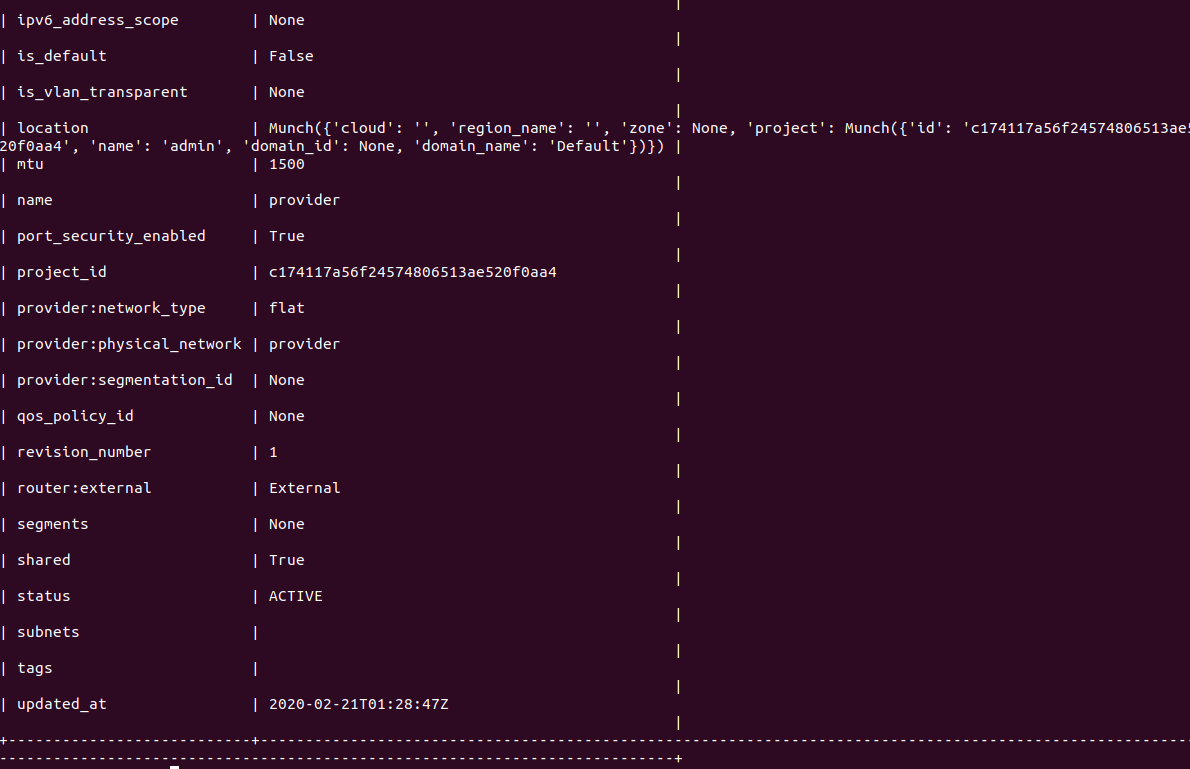 |
| ipv6_address_scope | None
|
| is_default | False
|
| is_vlan_transparent | None
|
| location | Munch({'cloud': '', 'region_name': '', 'zone': None, 'project': Munch({'id': 'c174117a56f24574806513ae5
20f0aa4', 'name': 'admin', 'domain_id': None, 'domain_name': 'Default'})}) |
| mtu | 1500
|
| name | provider
|
| port_security_enabled | True
|
| project_id | c174117a56f24574806513ae520f0aa4
|
| provider:network_type | flat
|
| provider:physical_network | provider
|
| provider:segmentation_id | None
|
| qos_policy_id | None
|
| revision_number | 1
|
| router:external | External
|
| segments | None
|
| shared | True
|
| status | ACTIVE
|
| subnets |
|
| tags |
|
| updated_at | 2020-02-21T01:28:47Z
|
+---------------------------+-------------------------------------------------------------------------------------------------------
---------------------------------------------------------------------------+